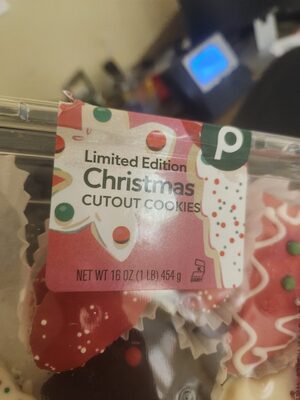 p
Limited Edition
Christmas
CUTOUT COOKIES
NET WT 16 OZ (1 LB) 454 g